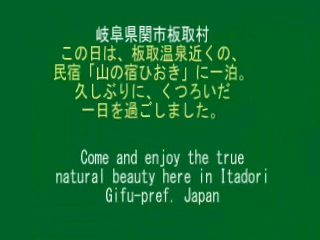 岐阜県関市板取村
この日は、板取温泉近くの、
民宿「山の宿ひおき」に一泊。
久しぶりに、くつろいだ
一日を過ごしました。
Come and enjoy the true
natural beauty here in Itadori
Gifu-pref. Japan